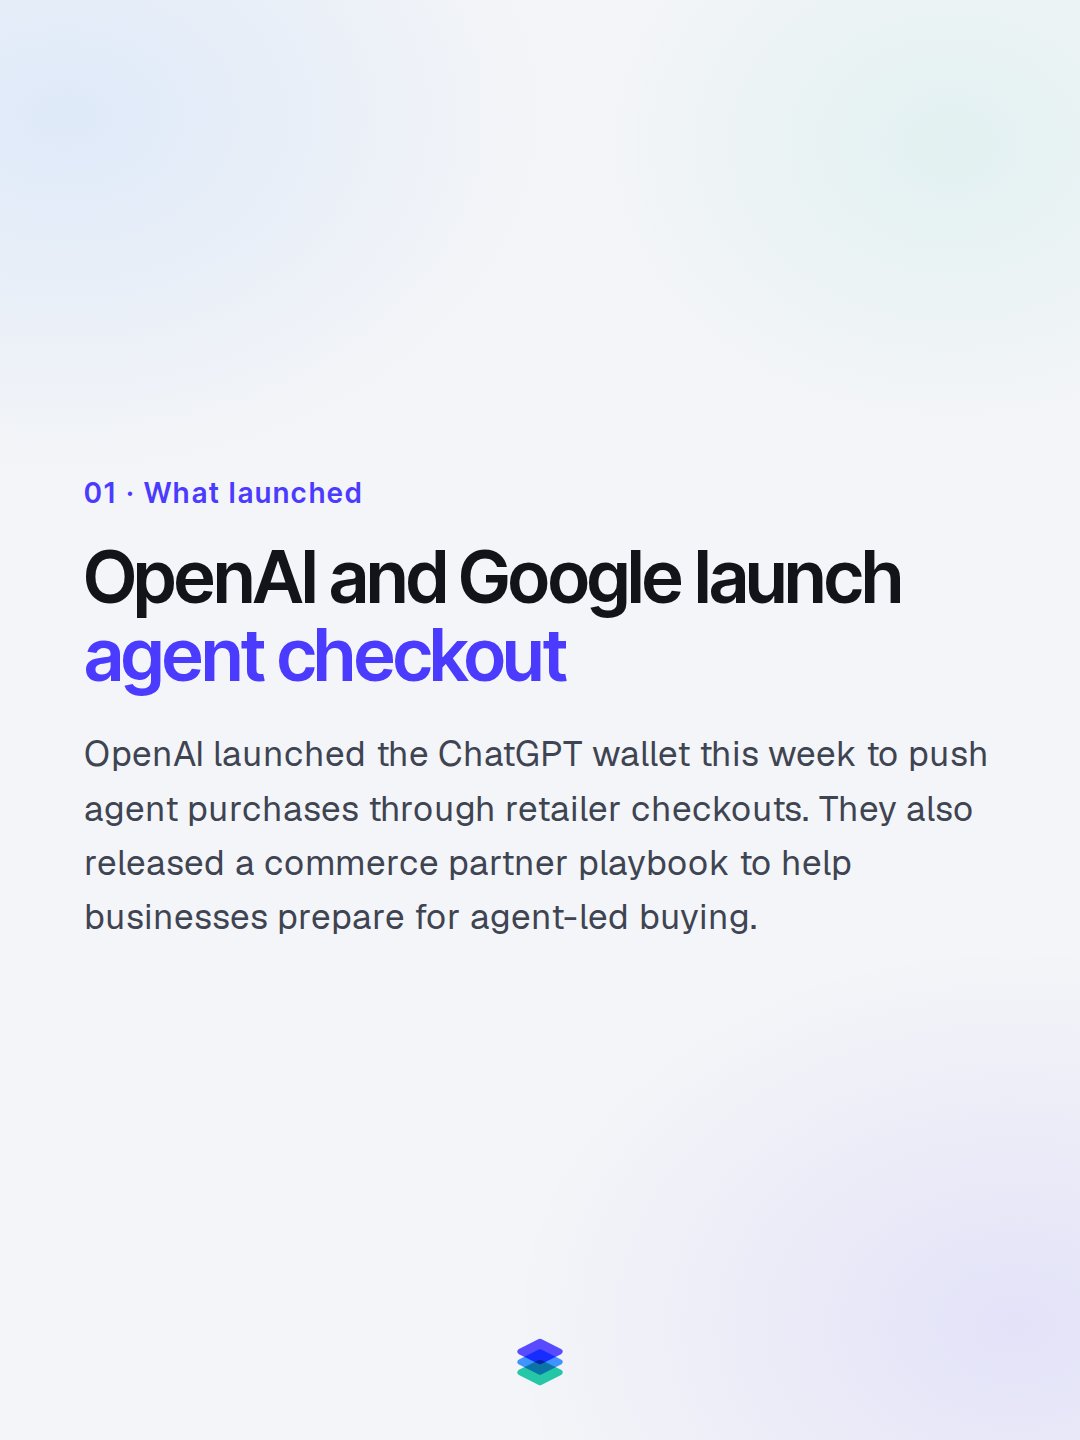 01 · What launched
OpenAI and Google launch
agent checkout
OpenAI launched the ChatGPT wallet this week to push
agent purchases through retailer checkouts. They also
released a commerce partner playbook to help
businesses prepare for agent-led buying.